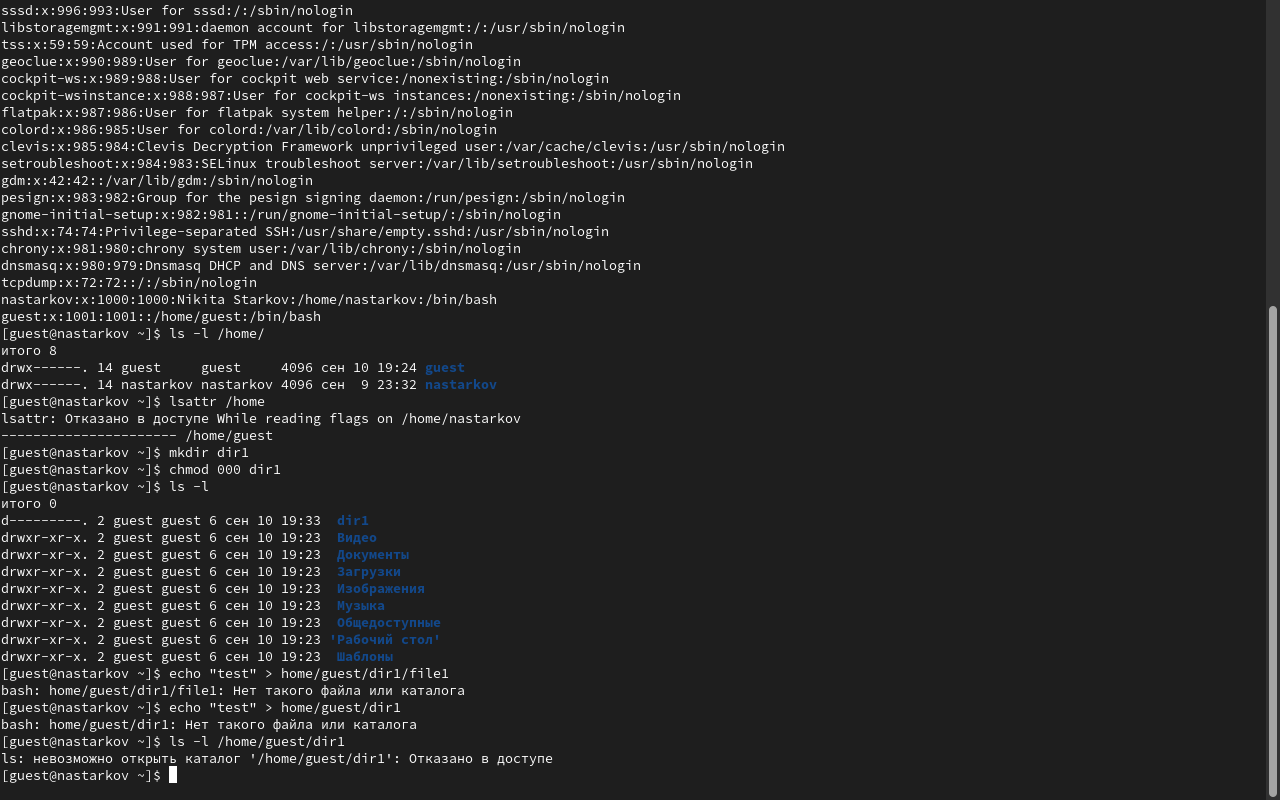 sssd:x:996:993:User for sssd:/:/sbin/nologin
libstoragemgmt:x:991:991:daemon account for libstoragemgmt:/:/usr/sbin/nologin
tss:x:59:59:Account used for TPM access:/:/usr/sbin/nologin
geoclue:x:990:989:User for geoclue:/var/lib/geoclue:/sbin/nologin
cockpit-ws:x:989:988:User for cockpit web service:/nonexisting:/sbin/nologin
cockpit-wsinstance:x:988:987:User for cockpit-ws instances:/nonexisting:/sbin/nologin
flatpak:x:987:986:User for flatpak system helper:/:/sbin/nologin
colord:x:986:985:User for colord:/var/lib/colord:/sbin/nologin
clevis:x:985:984:Clevis Decryption Framework unprivileged user:/var/cache/clevis:/usr/sbin/nologin
setroubleshoot:x:984:983:SELinux troubleshoot server:/var/lib/setroubleshoot:/usr/sbin/nologin
gdm:x:42:42::/var/lib/gdm:/sbin/nologin
pesign:x:983:982:Group for the pesign signing daemon:/run/pesign:/sbin/nologin
gnome-initial-setup:x:982:981::/run/gnome-initial-setup/:/sbin/nologin
sshd:x:74:74:Privilege-separated SSH:/usr/share/empty.sshd:/usr/sbin/nologin
chrony:x:981:980:chrony system user:/var/lib/chrony:/sbin/nologin
dnsmasq:x:980:979:Dnsmasq DHCP and DNS server:/var/lib/dnsmasq:/usr/sbin/nologin
tcpdump:x:72:72::/:/sbin/nologin
nastarkov:x:1000:1000:Nikita Starkov:/home/nastarkov:/bin/bash
guest:x:1001:1001::/home/guest:/bin/bash
[guest@nastarkov ~]$ ls -l /home/
итого 8
drwx------. 14 guest     guest     4096 сен 10 19:24 guest
drwx------. 14 nastarkov nastarkov 4096 сен  9 23:32 nastarkov
[guest@nastarkov ~]$ lsattr /home
lsattr: Отказано в доступе While reading flags on /home/nastarkov
---------------------- /home/guest
[guest@nastarkov ~]$ mkdir dir1
[guest@nastarkov ~]$ chmod 000 dir1
[guest@nastarkov ~]$ ls -l
итого 0
d---------. 2 guest guest 6 сен 10 19:33  dir1
drwxr-xr-x. 2 guest guest 6 сен 10 19:23  Видео
drwxr-xr-x. 2 guest guest 6 сен 10 19:23  Документы
drwxr-xr-x. 2 guest guest 6 сен 10 19:23  Загрузки
drwxr-xr-x. 2 guest guest 6 сен 10 19:23  Изображения
drwxr-xr-x. 2 guest guest 6 сен 10 19:23  Музыка
drwxr-xr-x. 2 guest guest 6 сен 10 19:23  Общедоступные
drwxr-xr-x. 2 guest guest 6 сен 10 19:23 'Рабочий стол'
drwxr-xr-x. 2 guest guest 6 сен 10 19:23  Шаблоны
[guest@nastarkov ~]$ echo "test" > home/guest/dir1/file1
bash: home/guest/dir1/file1: Нет такого файла или каталога
[guest@nastarkov ~]$ echo "test" > home/guest/dir1
bash: home/guest/dir1: Нет такого файла или каталога
[guest@nastarkov ~]$ ls -l /home/guest/dir1
ls: невозможно открыть каталог '/home/guest/dir1': Отказано в доступе
[guest@nastarkov ~]$